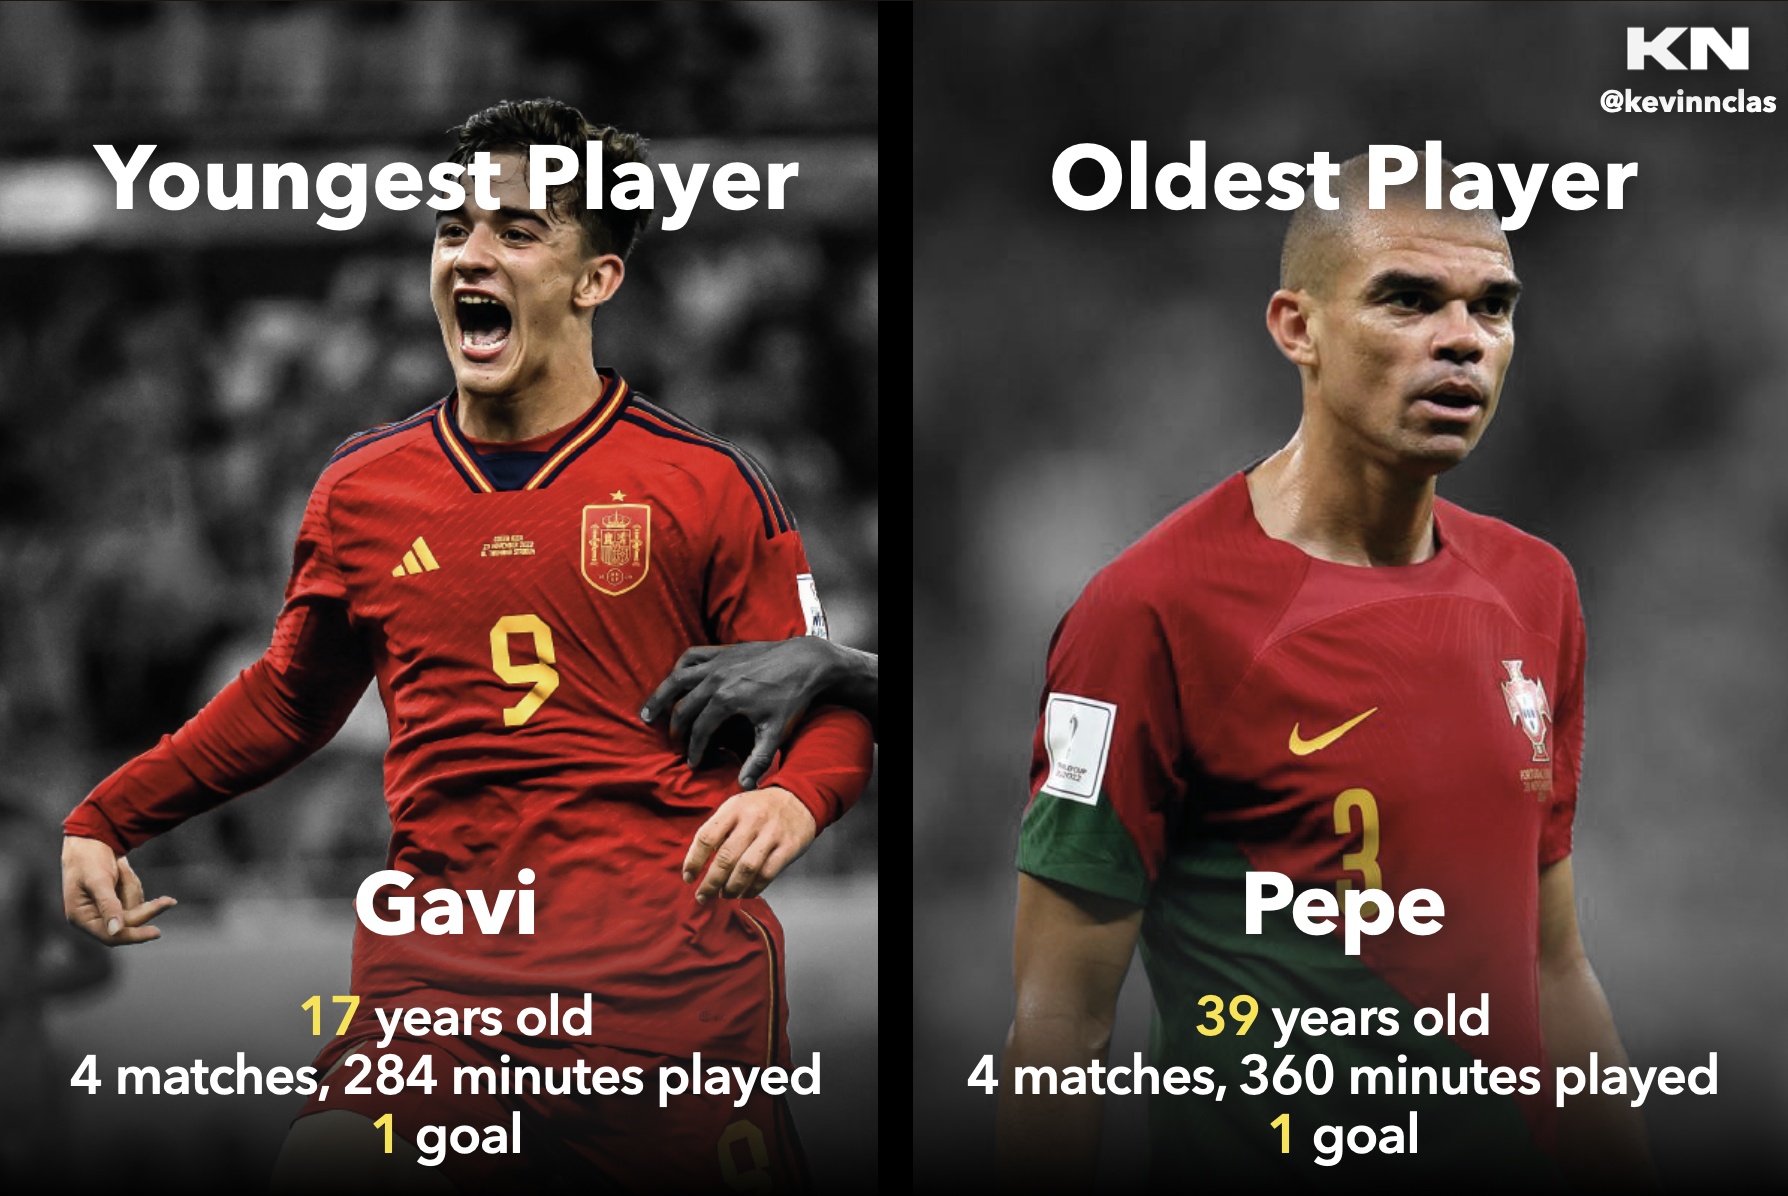 KN
@kevinnclas
Youngest Player
9
Gavi
17 years old
4 matches, 284 minutes played
1 goal
9
Oldest Player
3
Pepe
39 years old
4 matches, 360 minutes played
1 goal